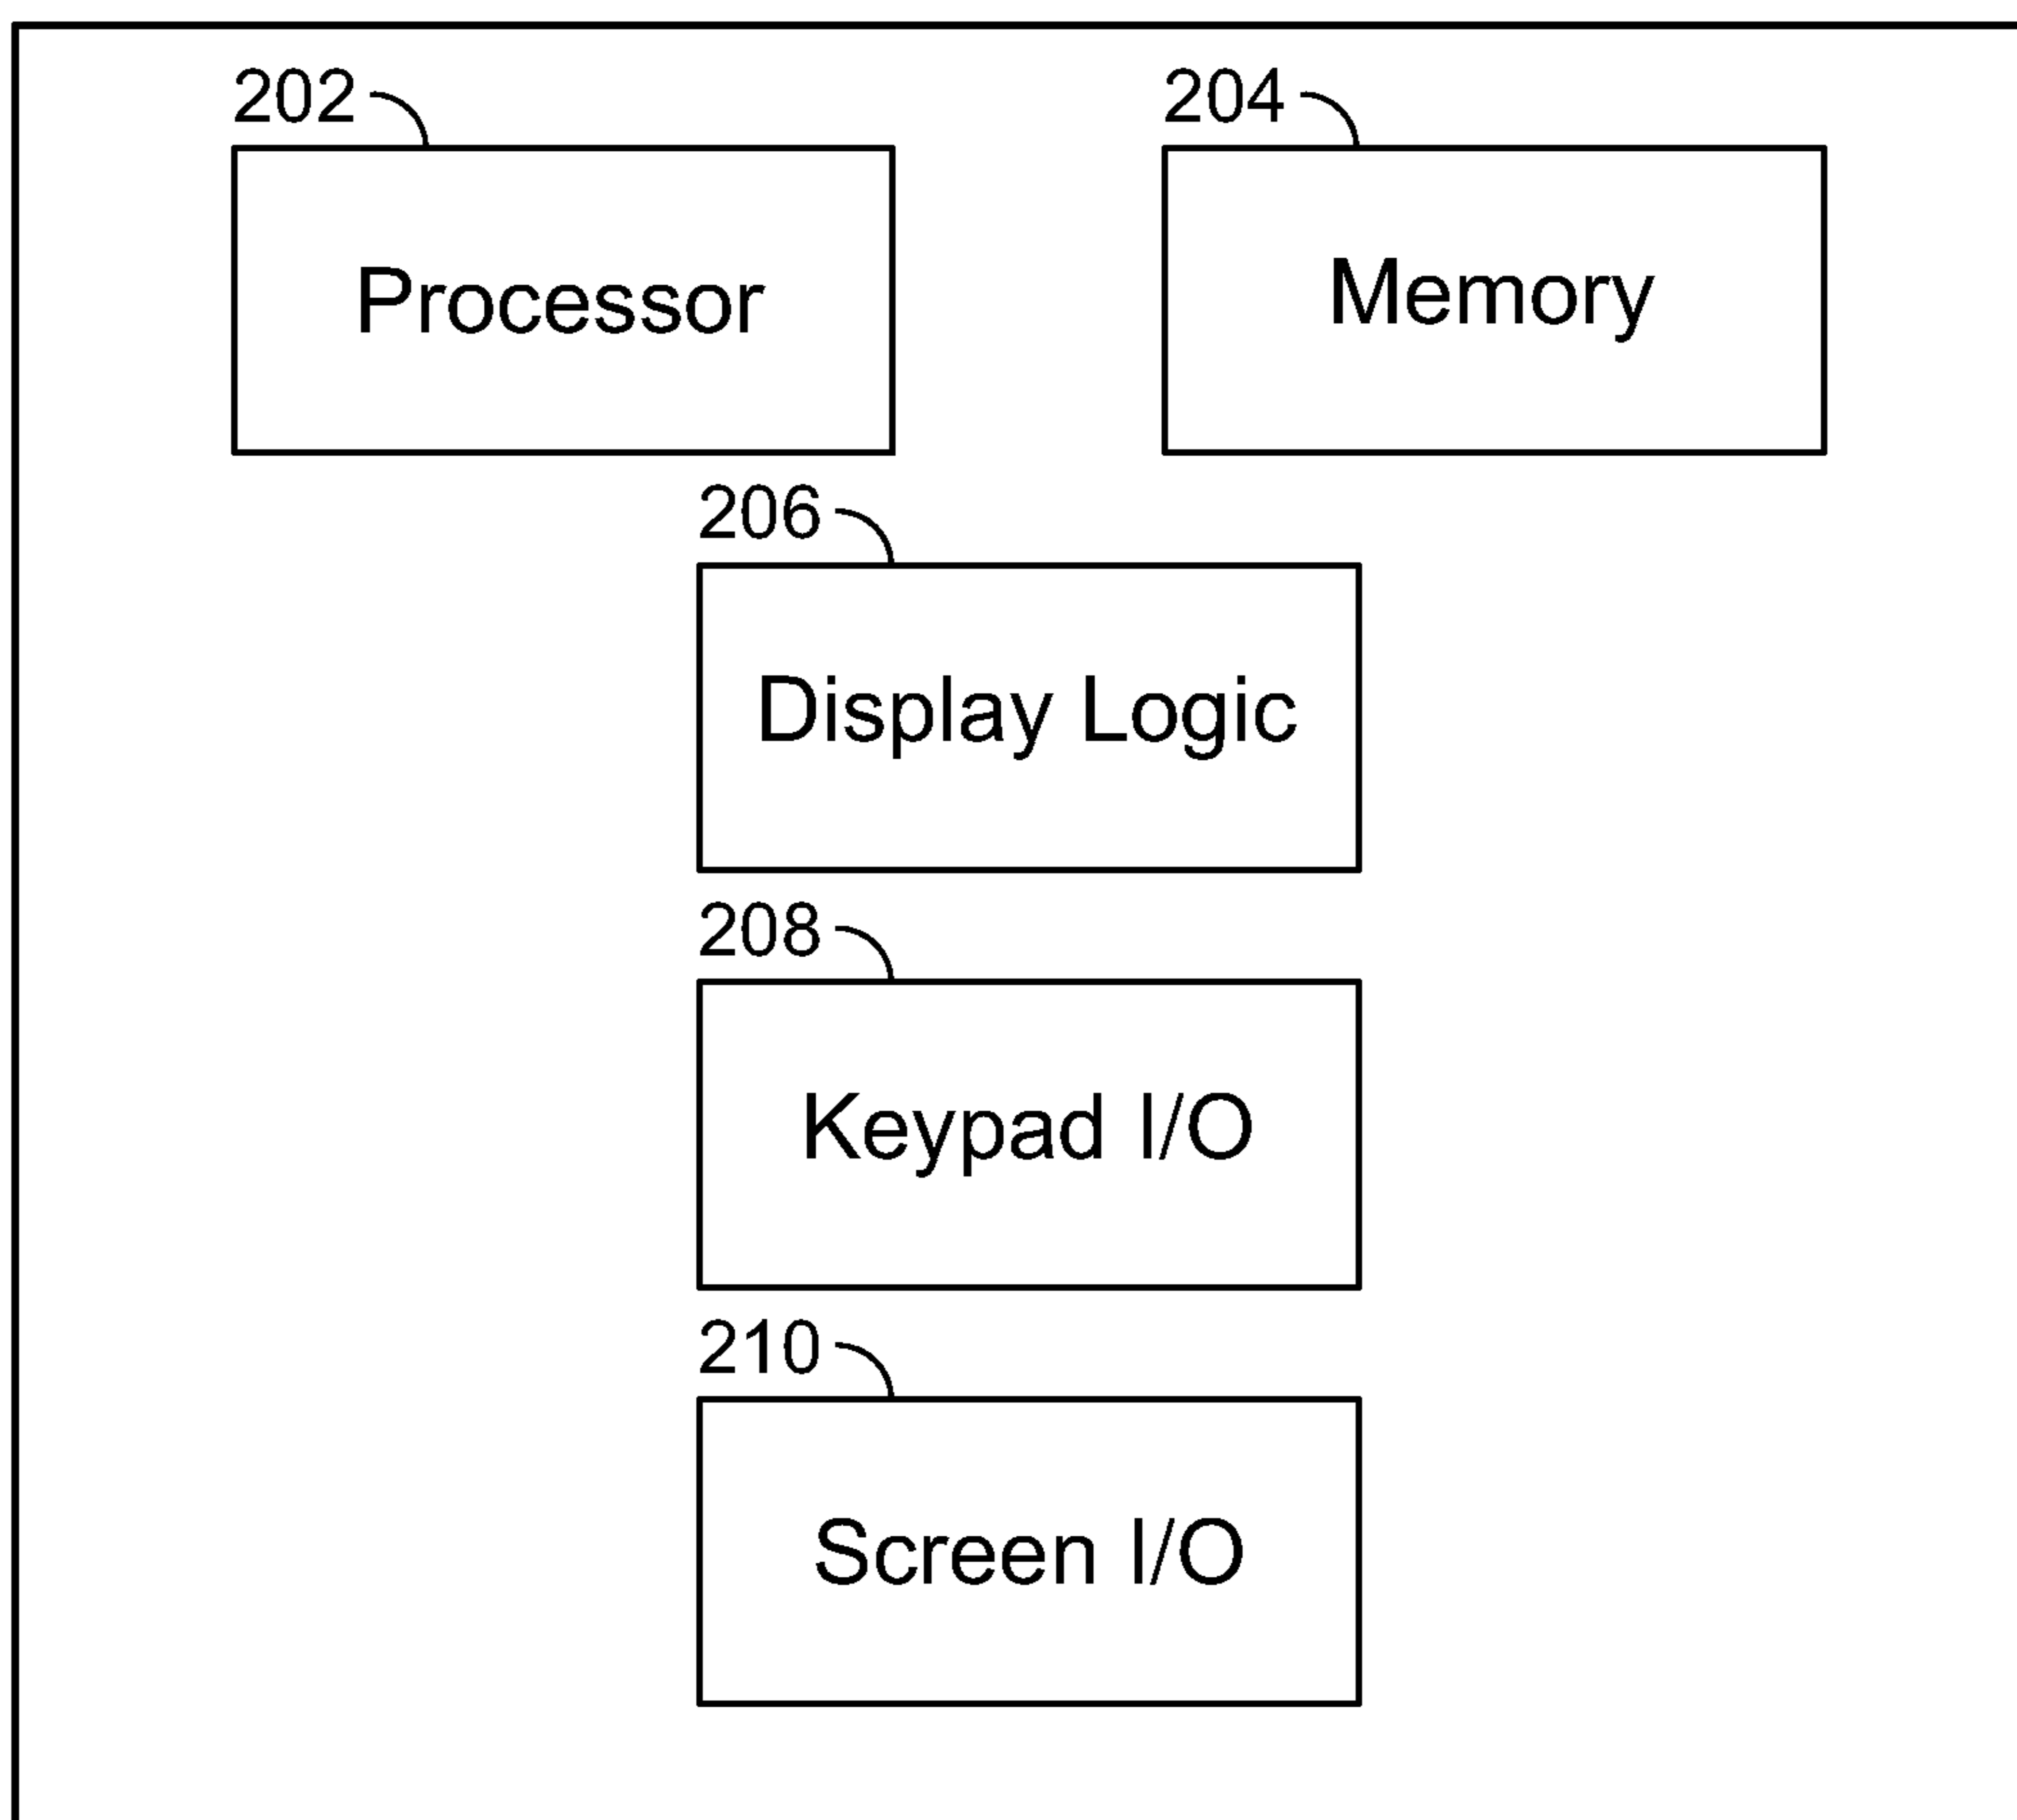 202
204
Processor
Memory
206
Display Logic
208
Keypad I/O
210
Screen I/O